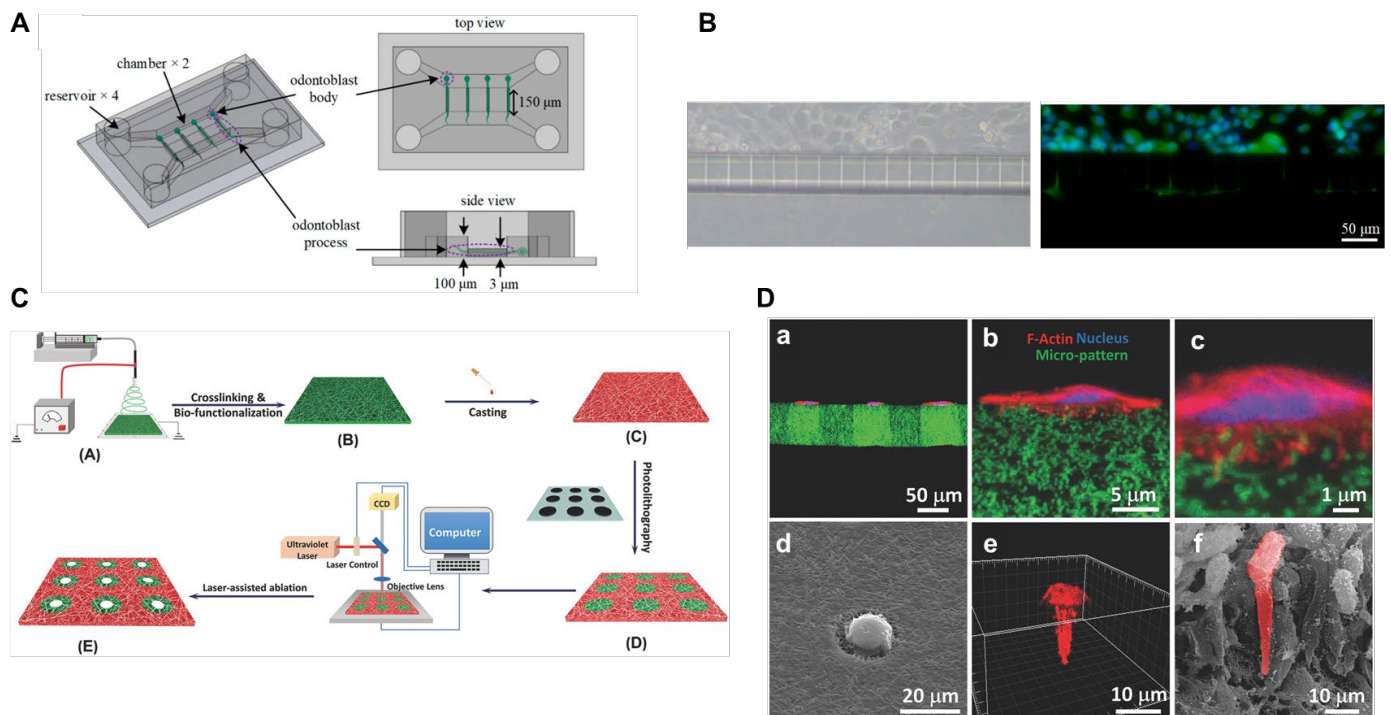 A
top view
chamber × 2
reservoir × 4
odontoblast
body
150 μm
side view
odontoblast
process
100 μm
3 μm
B
50 μm
C
Crosslinking &
Bio-functionalization
Casting
(A)
(B)
(C)
Photolithography
CCD
Computer
Ultraviolet
Laser
Laser Control
Objective Lens
Laser-assisted ablation
(E)
(D)
D
a
50 μm
b
F-Actin Nucleus
Micro-pattern
5 μm
c
1 μm
d
20 μm
e
10 μm
f
10 μm